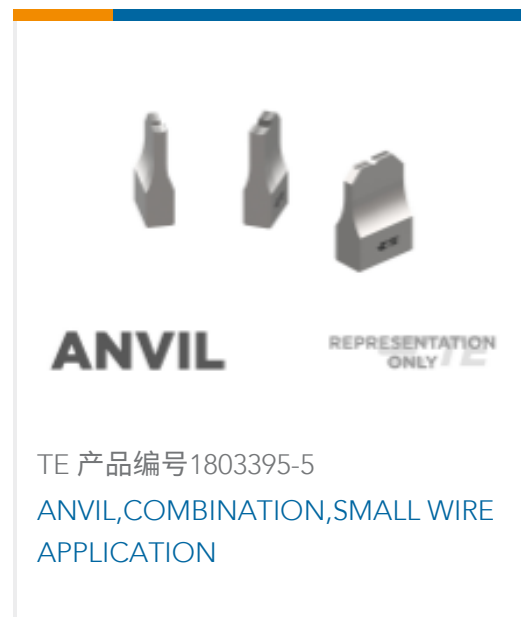 ANVIL
REPRESENTATION
ONLY
TE
TE 产品编号1803395-5
ANVIL,COMBINATION,SMALL WIRE
APPLICATION